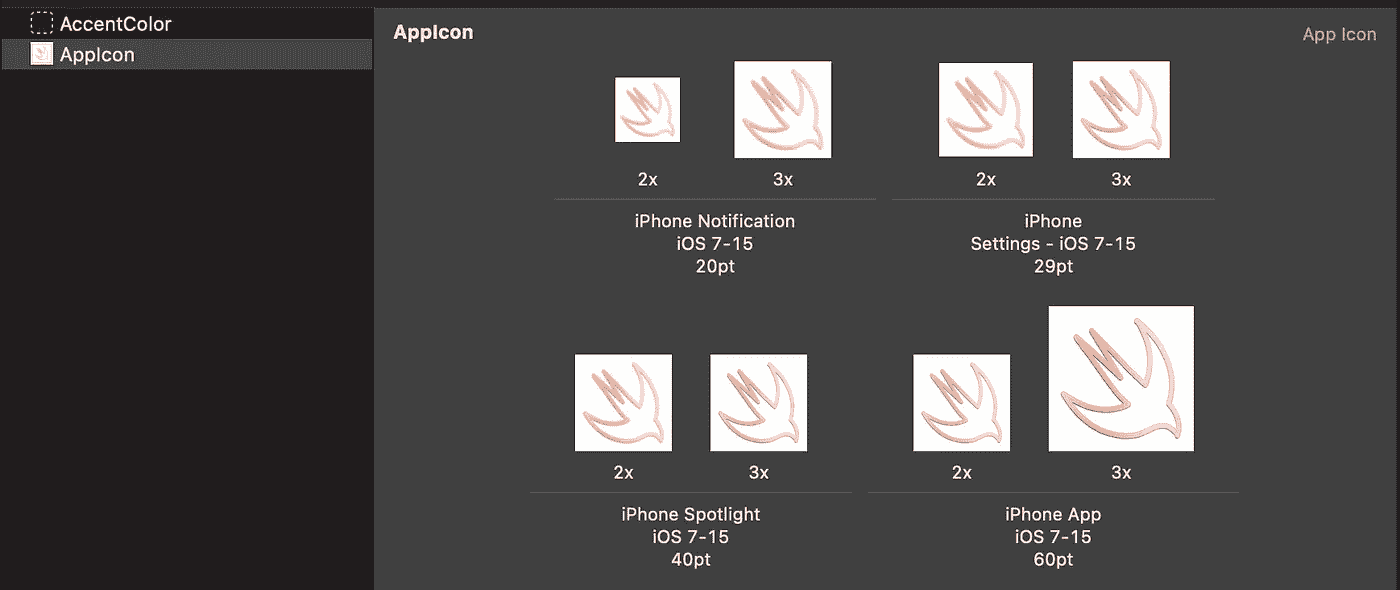 AccentColor
AppIcon
AppIcon
App Icon
2x
3x
2x
3x
iPhone Notification
iOS 7-15
20pt
iPhone
Settings - iOS 7-15
29pt
2x
3x
2x
3x
iPhone Spotlight
iOS 7-15
40pt
iPhone App
iOS 7-15
60pt